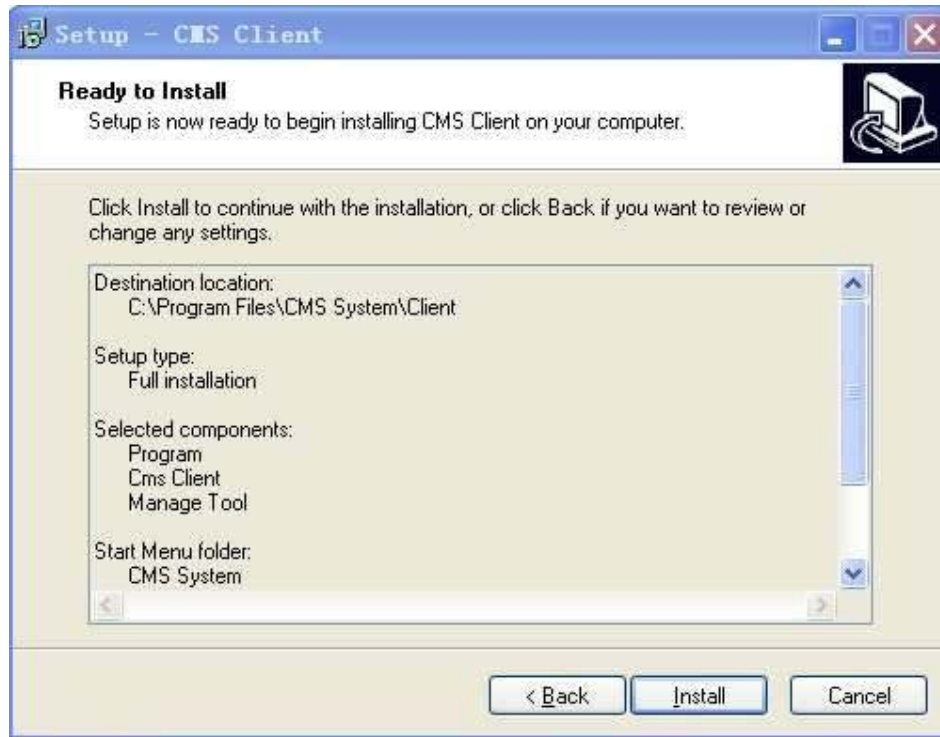 Setup - CMS Client
Ready to Install
Setup is now ready to begin installing CMS Client on your computer.
Click Install to continue with the installation, or click Back if you want to review or
change any settings.
Destination location:
C:\Program Files\CMS System\Client
Setup type:
Full installation
Selected components:
Program
Cms Client
Manage Tool
Start Menu folder:
CMS System
< Back
Install
Cancel